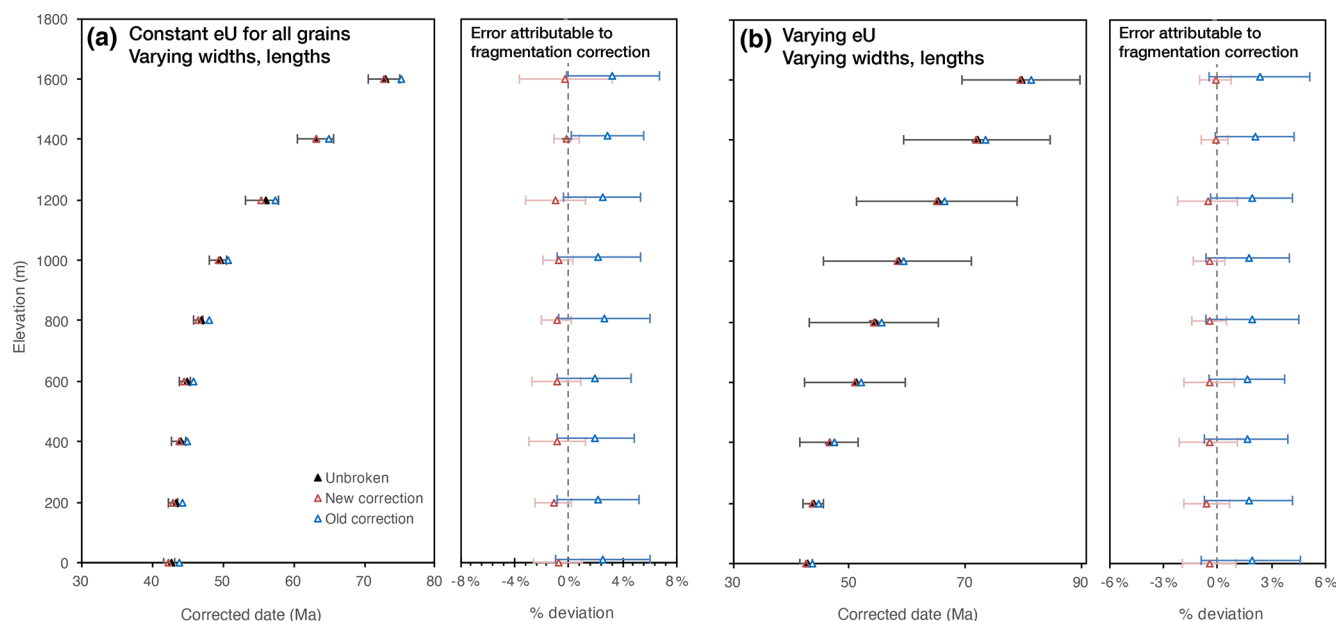 (a) Constant eU for all grains
Varying widths, lengths
Error attributable to
fragmentation correction
(b) Varying eU
Varying widths, lengths
Error attributable to
fragmentation correction
Elevation (m)
1800
1600
1400
1200
1000
800
600
400
200
0
Unbroken
New correction
Old correction
30 40 50 60 70 80
Corrected date (Ma)
-8 % -4 % 0 % 4 % 8 %
% deviation
30 50 70 90
Corrected date (Ma)
-6 % -3 % 0 % 3 % 6 %
% deviation